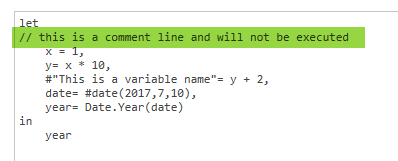 let
// this is a comment line and will not be executed
    x = 1,
    y= x * 10,
    #"This is a variable name"= y + 2,
    date= #date(2017,7,10),
    year= Date.Year(date)
in
    year